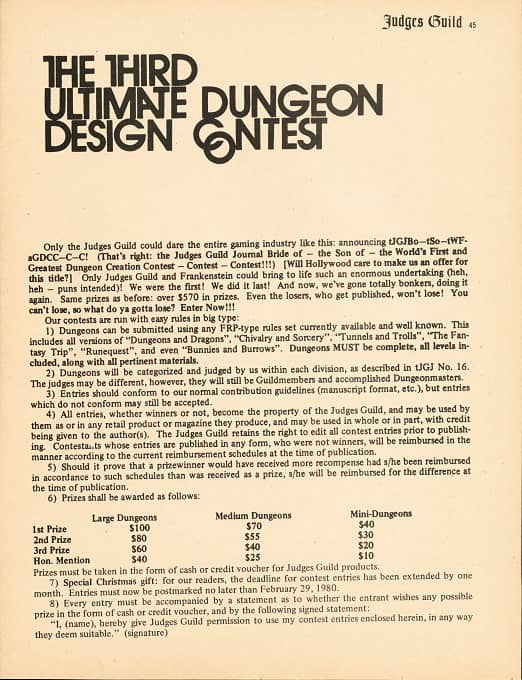 Judges Guild 45
THE THIRD
ULTIMATE DUNGEON
DESIGN CONTEST
Only the Judges Guild could dare the entire gaming industry like this: announcing tJGJBo—tSo—tWF-
aGDCC—C—C! (That's right: the Judges Guild Journal Bride of — the Son of — the World's First and
Greatest Dungeon Creation Contest — Contest — Contest!!!) [Will Hollywood care to make us an offer for
this title?] Only Judges Guild and Frankenstein could bring to life such an enormous undertaking (heh,
heh — puns intended)! We were the first! We did it last! And now, we've gone totally bonkers, doing it
again. Same prizes as before: over $570 in prizes. Even the losers, who get published, won't lose! You
can't lose, so what do ya gotta lose? Enter Now!!!
Our contests are run with easy rules in big type:
1) Dungeons can be submitted using any FRP-type rules set currently available and well known. This
includes all versions of "Dungeons and Dragons", "Chivalry and Sorcery", "Tunnels and Trolls", "The Fan-
tasy Trip", "Runequest", and even "Bunnies and Burrows". Dungeons MUST be complete, all levels in-
cluded, along with all pertinent materials.
2) Dungeons will be categorized and judged by us within each division, as described in tJGJ No. 16.
The judges may be different, however, they will still be Guildmembers and accomplished Dungeonmasters.
3) Entries should conform to our normal contribution guidelines (manuscript format, etc.), but entries
which do not conform may still be accepted.
4) All entries, whether winners or not, become the property of the Judges Guild, and may be used by
them as or in any retail product or magazine they produce, and may be used in whole or in part, with credit
being given to the author(s). The Judges Guild retains the right to edit all contest entries prior to publish-
ing. Contestants whose entries are published in any form, who were not winners, will be reimbursed in the
manner according to the current reimbursement schedules at the time of publication.
5) Should it prove that a prizewinner would have received more recompense had s/he been reimbursed
in accordance to such schedules than was received as a prize, s/he will be reimbursed for the difference at
the time of publication.
6) Prizes shall be awarded as follows:
Large Dungeons Medium Dungeons Mini-Dungeons
1st Prize $100 $70 $40
2nd Prize $80 $55 $30
3rd Prize $60 $40 $20
Hon. Mention $40 $25 $10
Prizes must be taken in the form of cash or credit voucher for Judges Guild products.
7) Special Christmas gift: for our readers, the deadline for contest entries has been extended by one
month. Entries must now be postmarked no later than February 29, 1980.
8) Every entry must be accompanied by a statement as to whether the entrant wishes any possible
prize in the form of cash or credit voucher, and by the following signed statement:
"I, (name), hereby give Judges Guild permission to use my contest entries enclosed herein, in any way
they deem suitable." (signature)